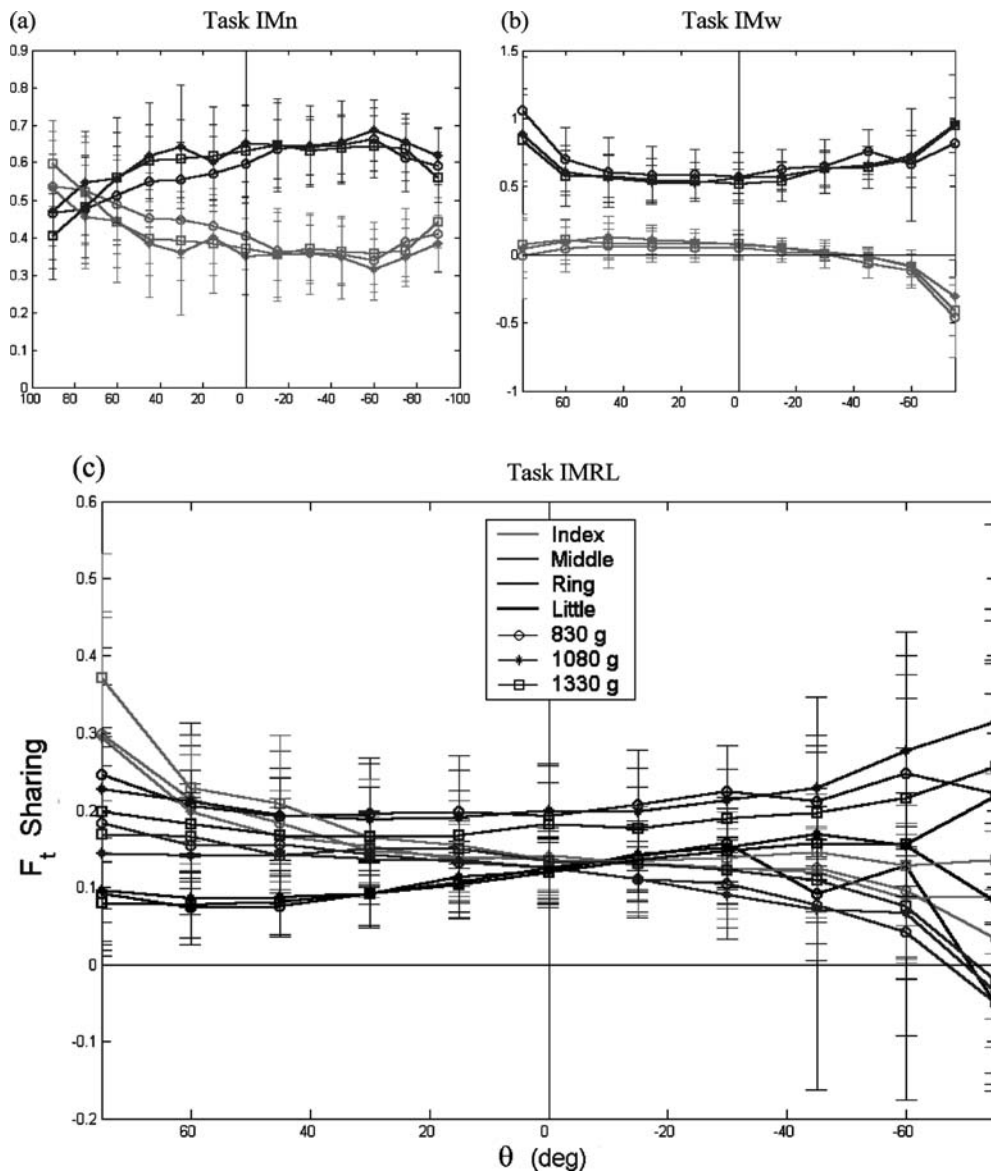 (a) Task IMn
0.9
0.8
0.7
0.6
0.5
0.4
0.3
0.2
0.1
0
100 80 60 40 20 0 -20 -40 -60 -80 -100
(b) Task IMw
1.5
1
0.5
0
-0.5
-1
60 40 20 0 -20 -40 -60
(c) Task IMRL
0.6
0.5
0.4
0.3
0.2
0.1
0
-0.1
-0.2
Ft Sharing
Index
Middle
Ring
Little
830 g
1080 g
1330 g
60 40 20 0 -20 -40 -60
θ (deg)